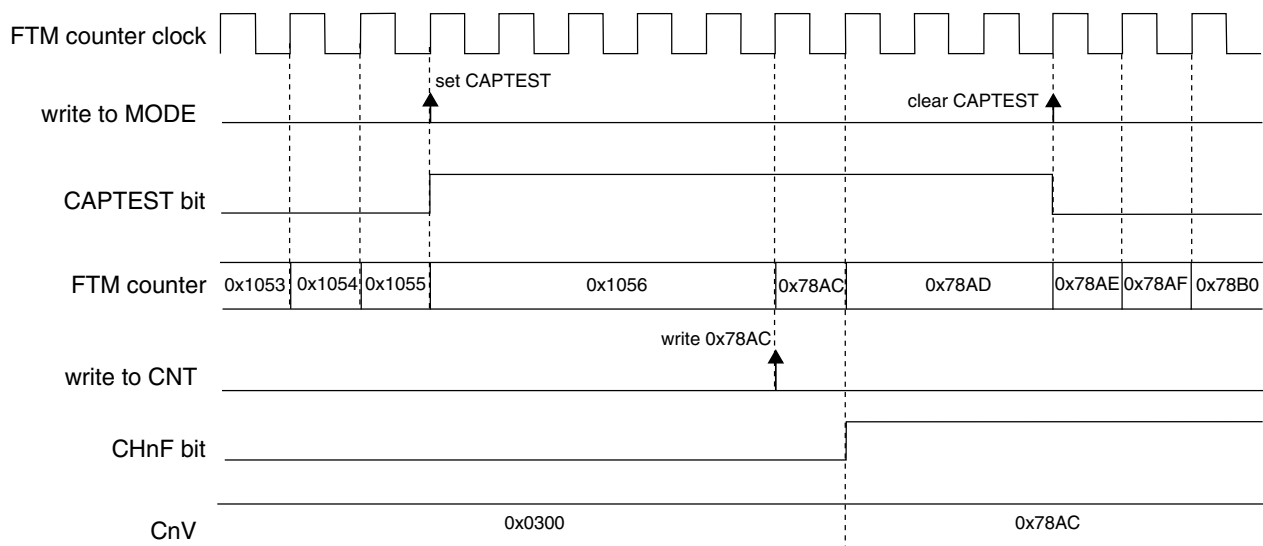 FTM counter clock
set CAPTEST
write to MODE
clear CAPTEST
CAPTEST bit
FTM counter 0x1053 0x1054 0x1055 0x1056 0x78AC 0x78AD 0x78AE 0x78AF 0x78B0
write 0x78AC
write to CNT
CHnF bit
CnV 0x0300 0x78AC